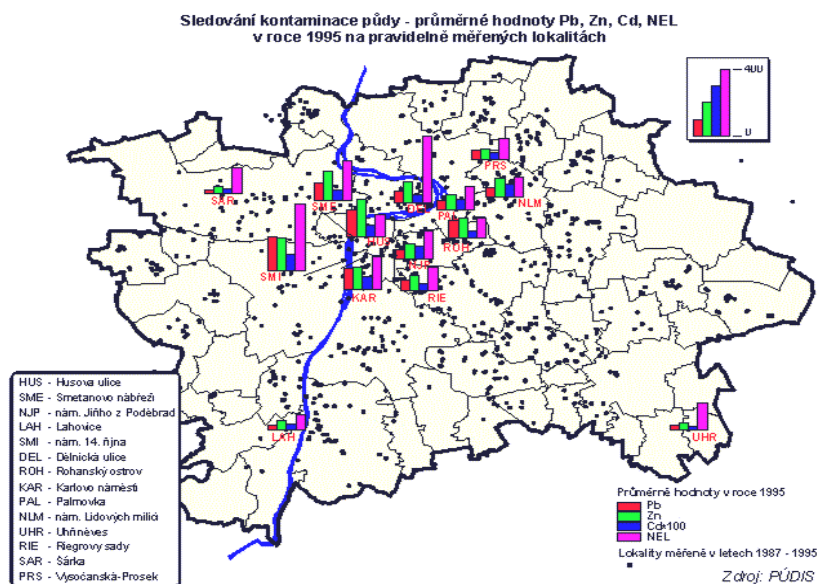 Sledování kontaminace půdy - průměrné hodnoty Pb, Zn, Cd, NEL
v roce 1995 na pravidelně měřených lokalitách
400
0
PRS
SAR
SME
DEL
PAL
NLM
HUS
ROH
NJP
SMI
KAR
RIE
LAH
UHR
HUS - Husova ulice
SME - Smetanovo nábřeží
NJP - nám. Jiřího z Poděbrad
LAH - Lahovice
SMI - nám. 14. října
DEL - Dělnická ulice
ROH - Rohanský ostrov
KAR - Karlovo náměstí
PAL - Palmovka
NLM - nám. Lidových milicí
UHR - Uhříněves
RIE - Riegrovy sady
SAR - Šárka
PRS - Vysočanská-Prosek
Průměrné hodnoty v roce 1995
Pb
Zn
Cd*100
NEL
Lokality měřené v letech 1987 - 1995
Zdroj: PÚDIS